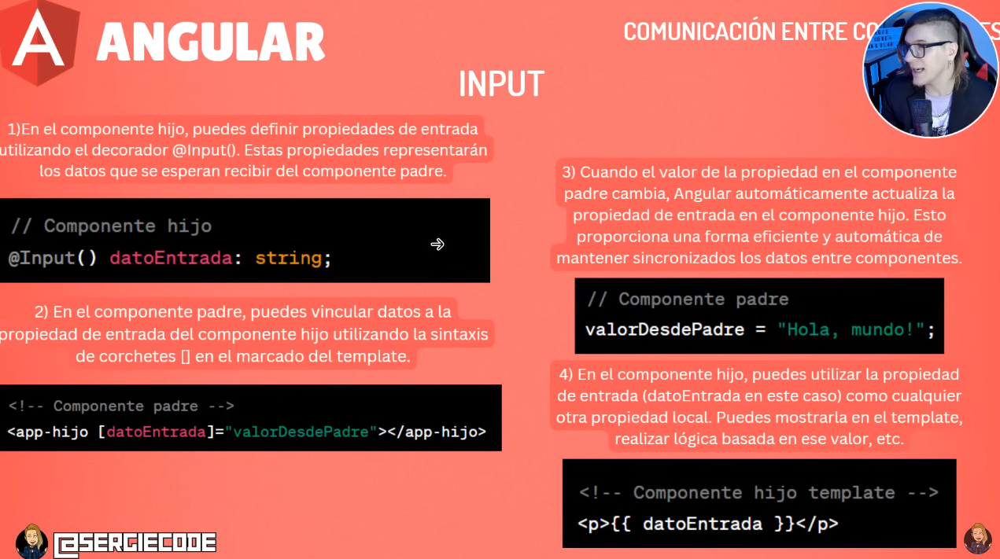 ANGULAR
COMUNICACIÓN ENTRE
INPUT
1)En el componente hijo, puedes definir propiedades de entrada
utilizando el decorador @Input(). Estas propiedades representarán
los datos que se esperan recibir del componente padre.
// Componente hijo
@Input() datoEntrada: string;
2) En el componente padre, puedes vincular datos a la
propiedad de entrada del componente hijo utilizando la sintaxis
de corchetes [] en el marcado del template.
<!-- Componente padre -->
<app-hijo [datoEntrada]="valorDesdePadre"></app-hijo>
3) Cuando el valor de la propiedad en el componente
padre cambia, Angular automáticamente actualiza la
propiedad de entrada en el componente hijo. Esto
proporciona una forma eficiente y automática de
mantener sincronizados los datos entre componentes.
// Componente padre
valorDesdePadre = "Hola, mundo!";
4) En el componente hijo, puedes utilizar la propiedad
de entrada (datoEntrada en este caso) como cualquier
otra propiedad local. Puedes mostrarla en el template,
realizar lógica basada en ese valor, etc.
<!-- Componente hijo template -->
<p>{{ datoEntrada }}</p>
@SERGIECODE